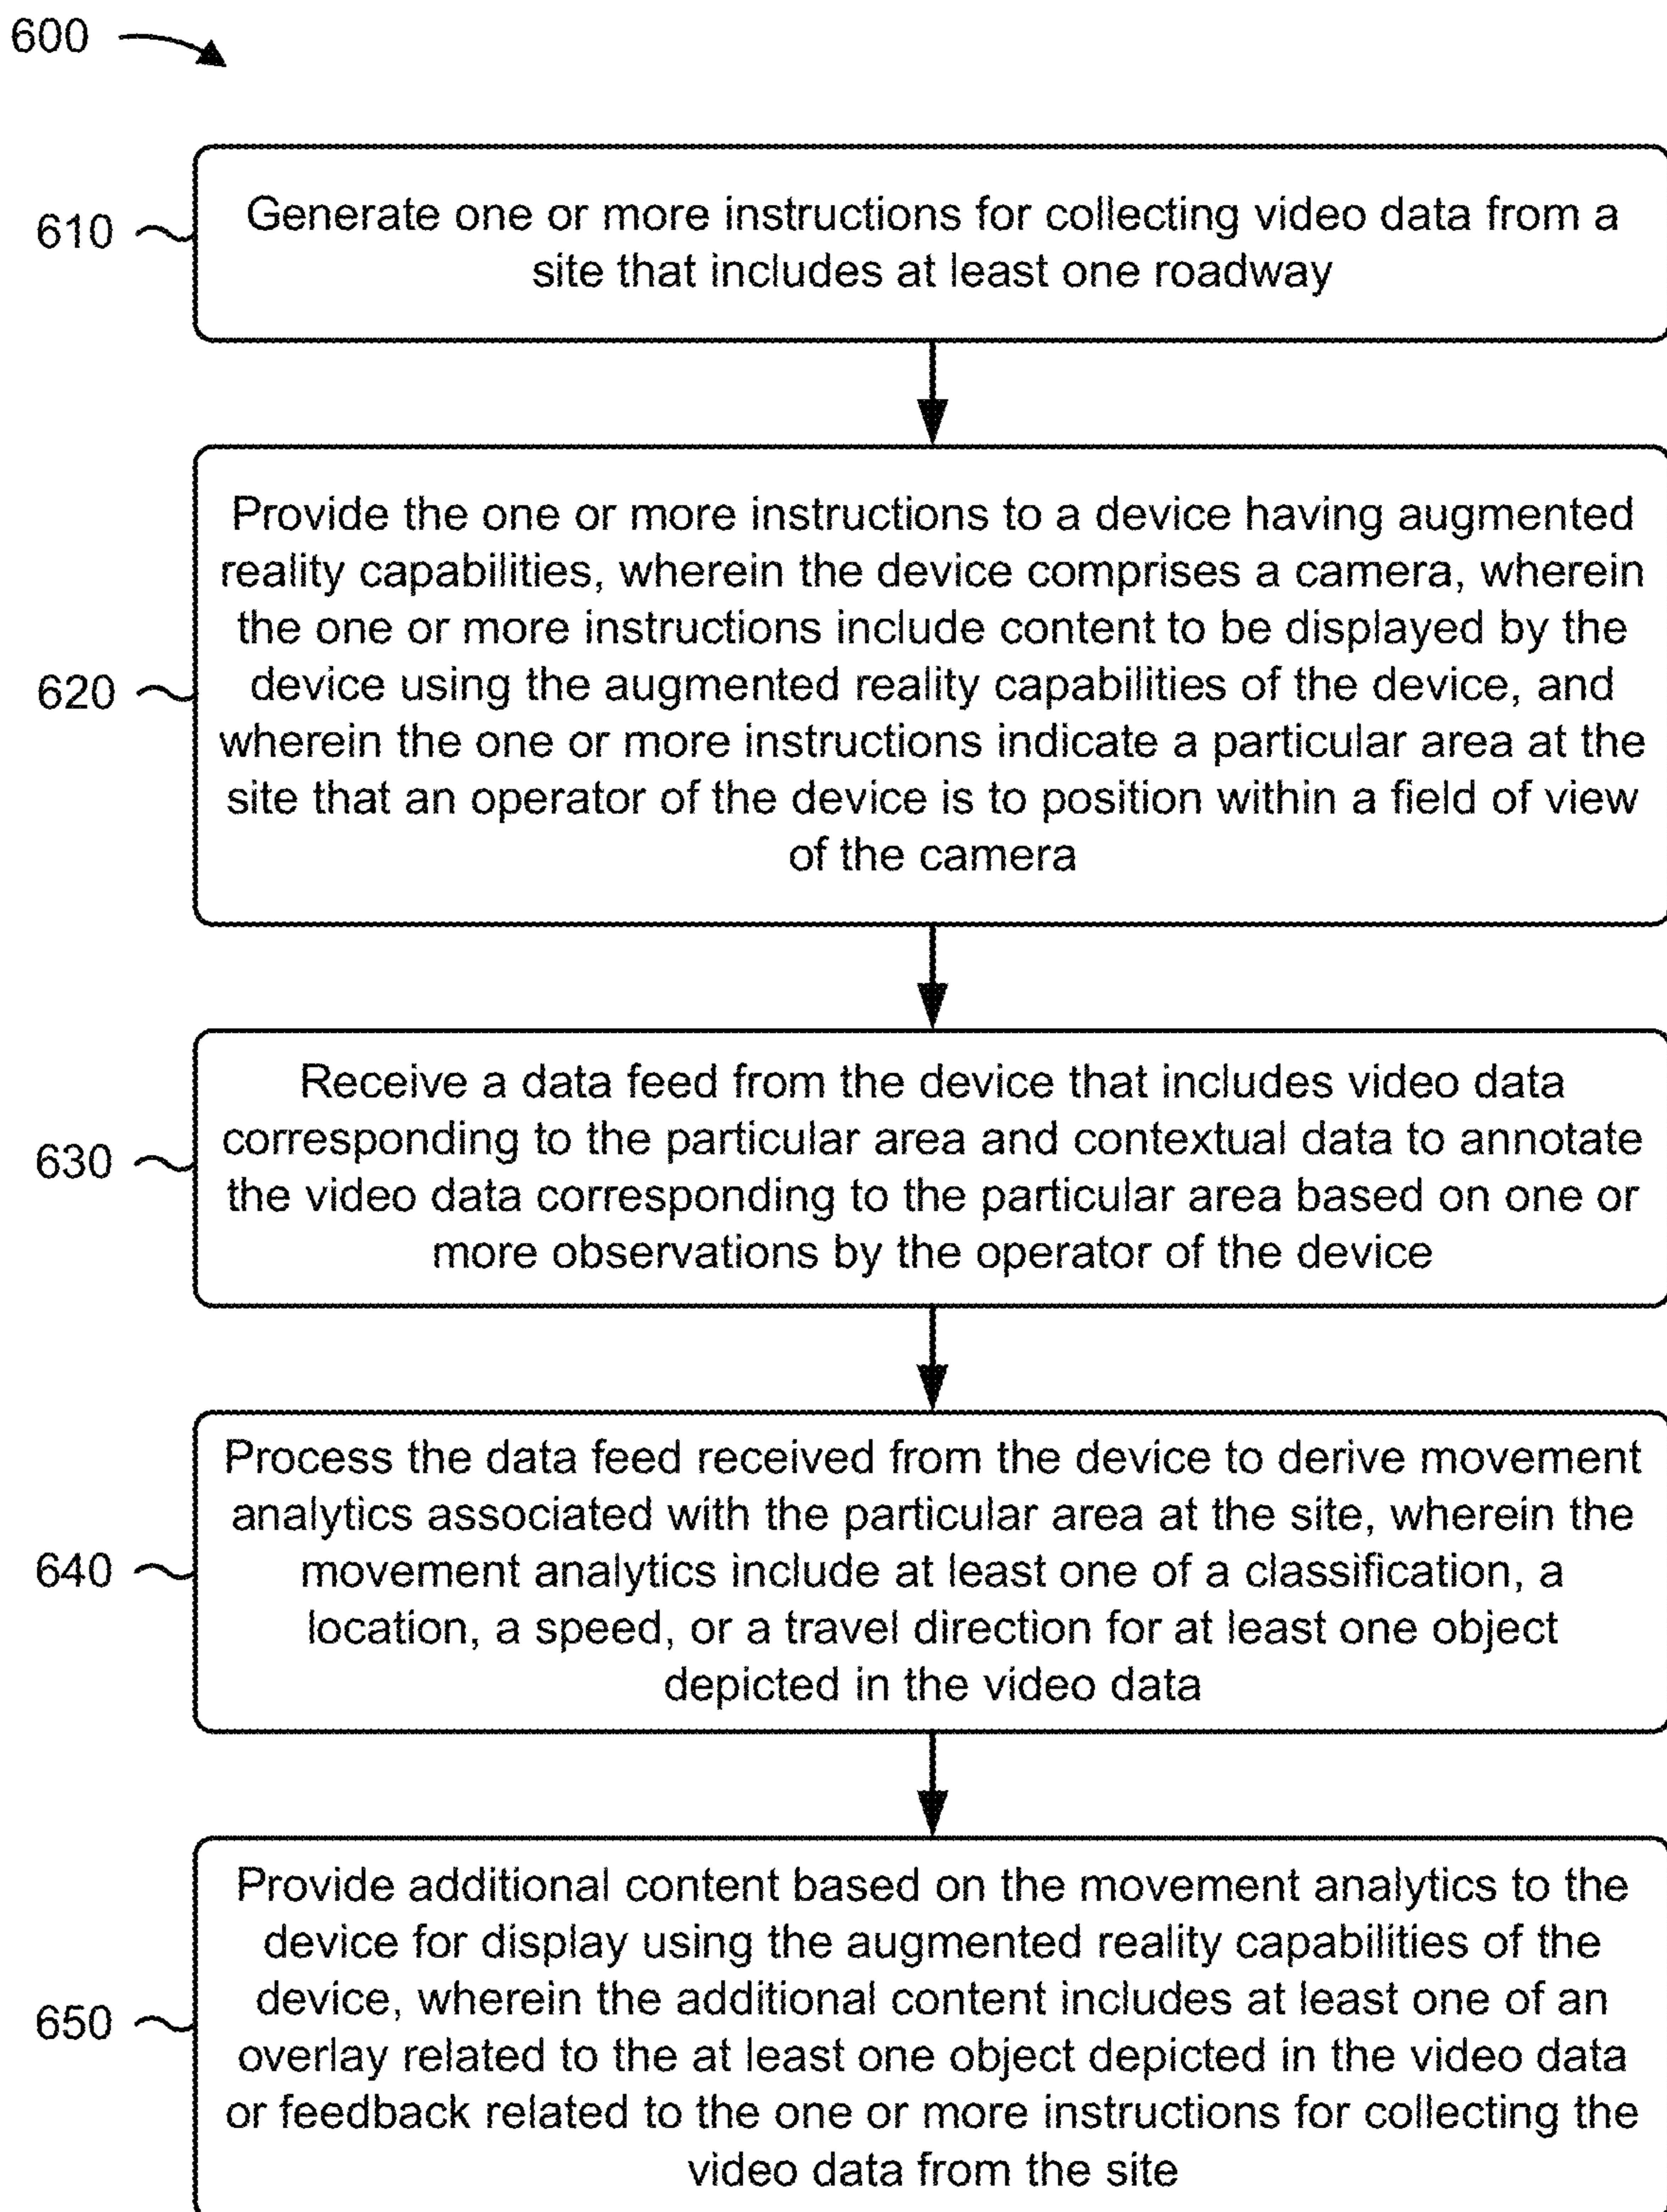 600
610
Generate one or more instructions for collecting video data from a
site that includes at least one roadway
620
Provide the one or more instructions to a device having augmented
reality capabilities, wherein the device comprises a camera, wherein
the one or more instructions include content to be displayed by the
device using the augmented reality capabilities of the device, and
wherein the one or more instructions indicate a particular area at the
site that an operator of the device is to position within a field of view
of the camera
630
Receive a data feed from the device that includes video data
corresponding to the particular area and contextual data to annotate
the video data corresponding to the particular area based on one or
more observations by the operator of the device
640
Process the data feed received from the device to derive movement
analytics associated with the particular area at the site, wherein the
movement analytics include at least one of a classification, a
location, a speed, or a travel direction for at least one object
depicted in the video data
650
Provide additional content based on the movement analytics to the
device for display using the augmented reality capabilities of the
device, wherein the additional content includes at least one of an
overlay related to the at least one object depicted in the video data
or feedback related to the one or more instructions for collecting the
video data from the site